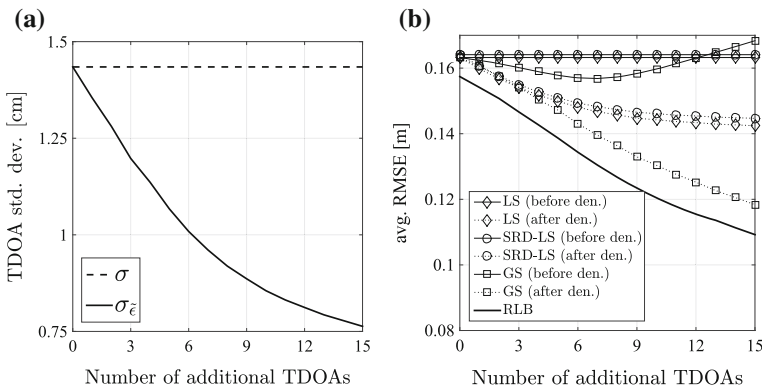 (a)
1.5
1.25
1
0.75
TDOA std. dev. [cm]
σ
σ_ε̃
0 3 6 9 12 15
Number of additional TDOAs
(b)
0.16
0.14
0.12
0.1
0.08
avg. RMSE [m]
LS (before den.)
LS (after den.)
SRD-LS (before den.)
SRD-LS (after den.)
GS (before den.)
GS (after den.)
RLB
0 3 6 9 12 15
Number of additional TDOAs